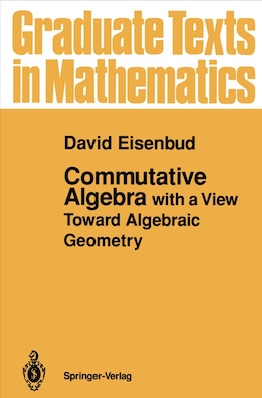 Graduate Texts
in Mathematics
David Eisenbud
Commutative
Algebra with a View
Toward Algebraic
Geometry
Springer-Verlag